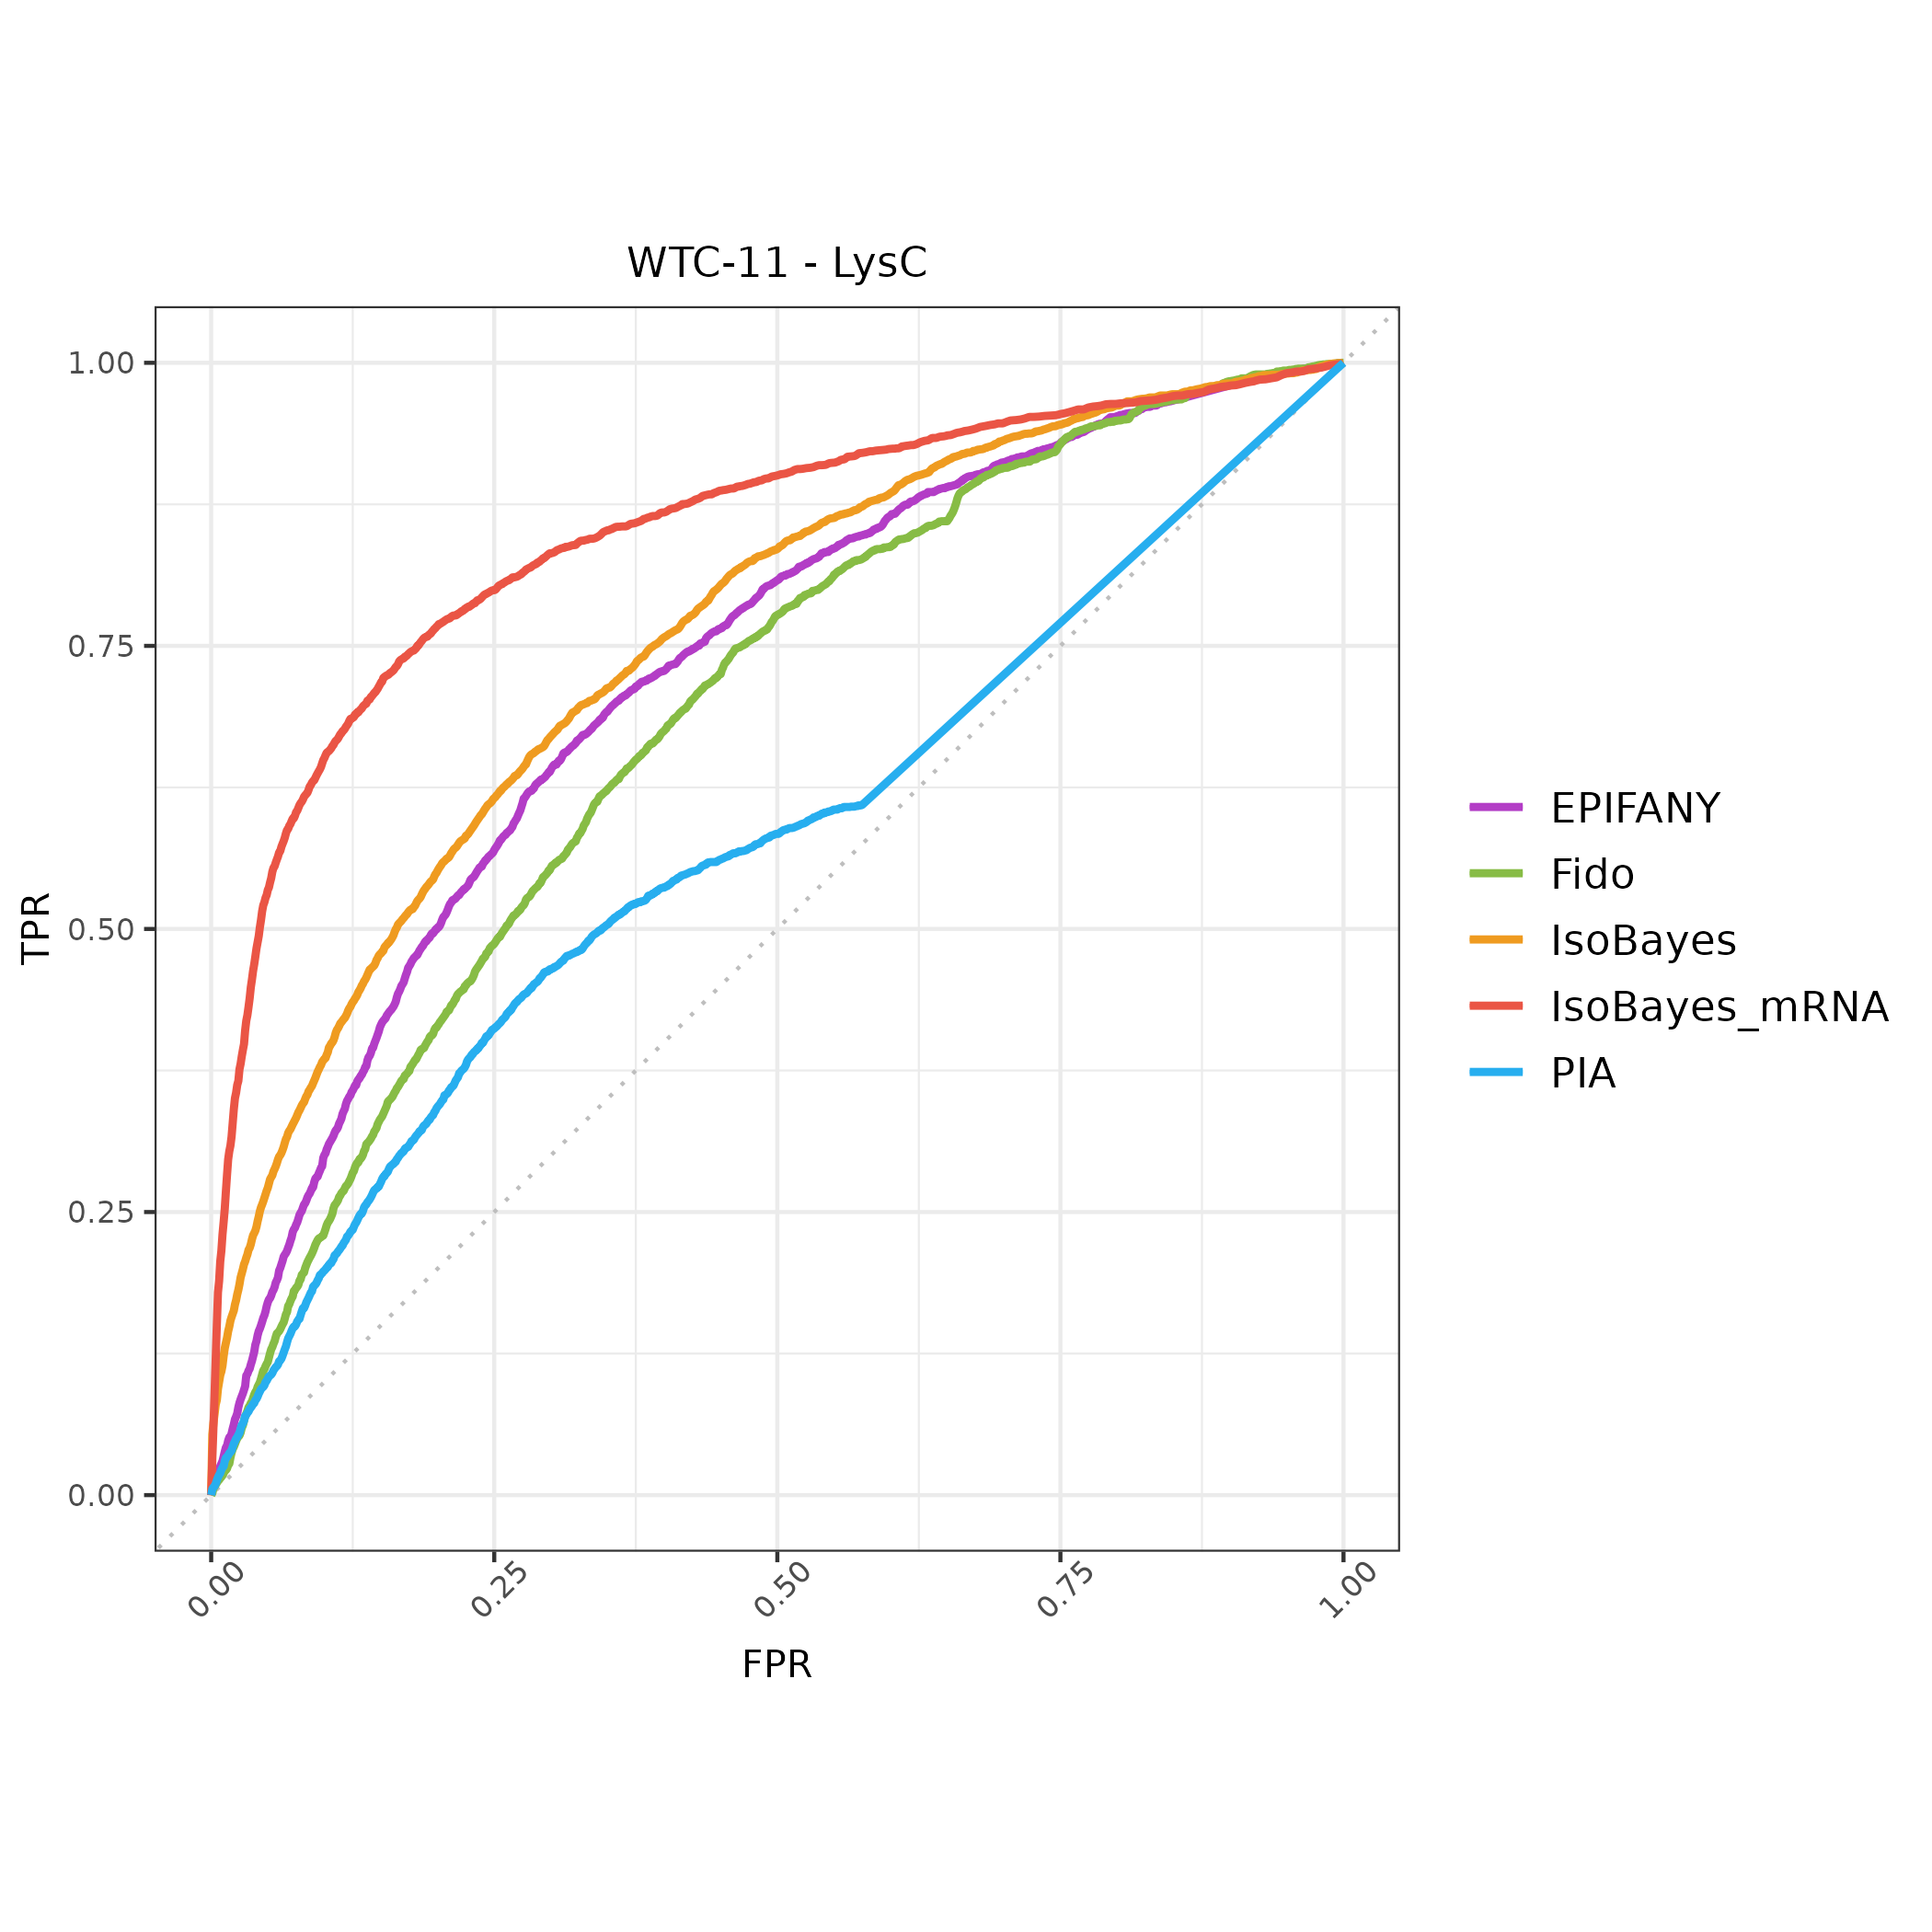 WTC-11 - LysC
1.00
0.75
0.50
0.25
0.00
TPR
0.00
0.25
0.50
0.75
1.00
FPR
EPIFANY
Fido
IsoBayes
IsoBayes_mRNA
PIA